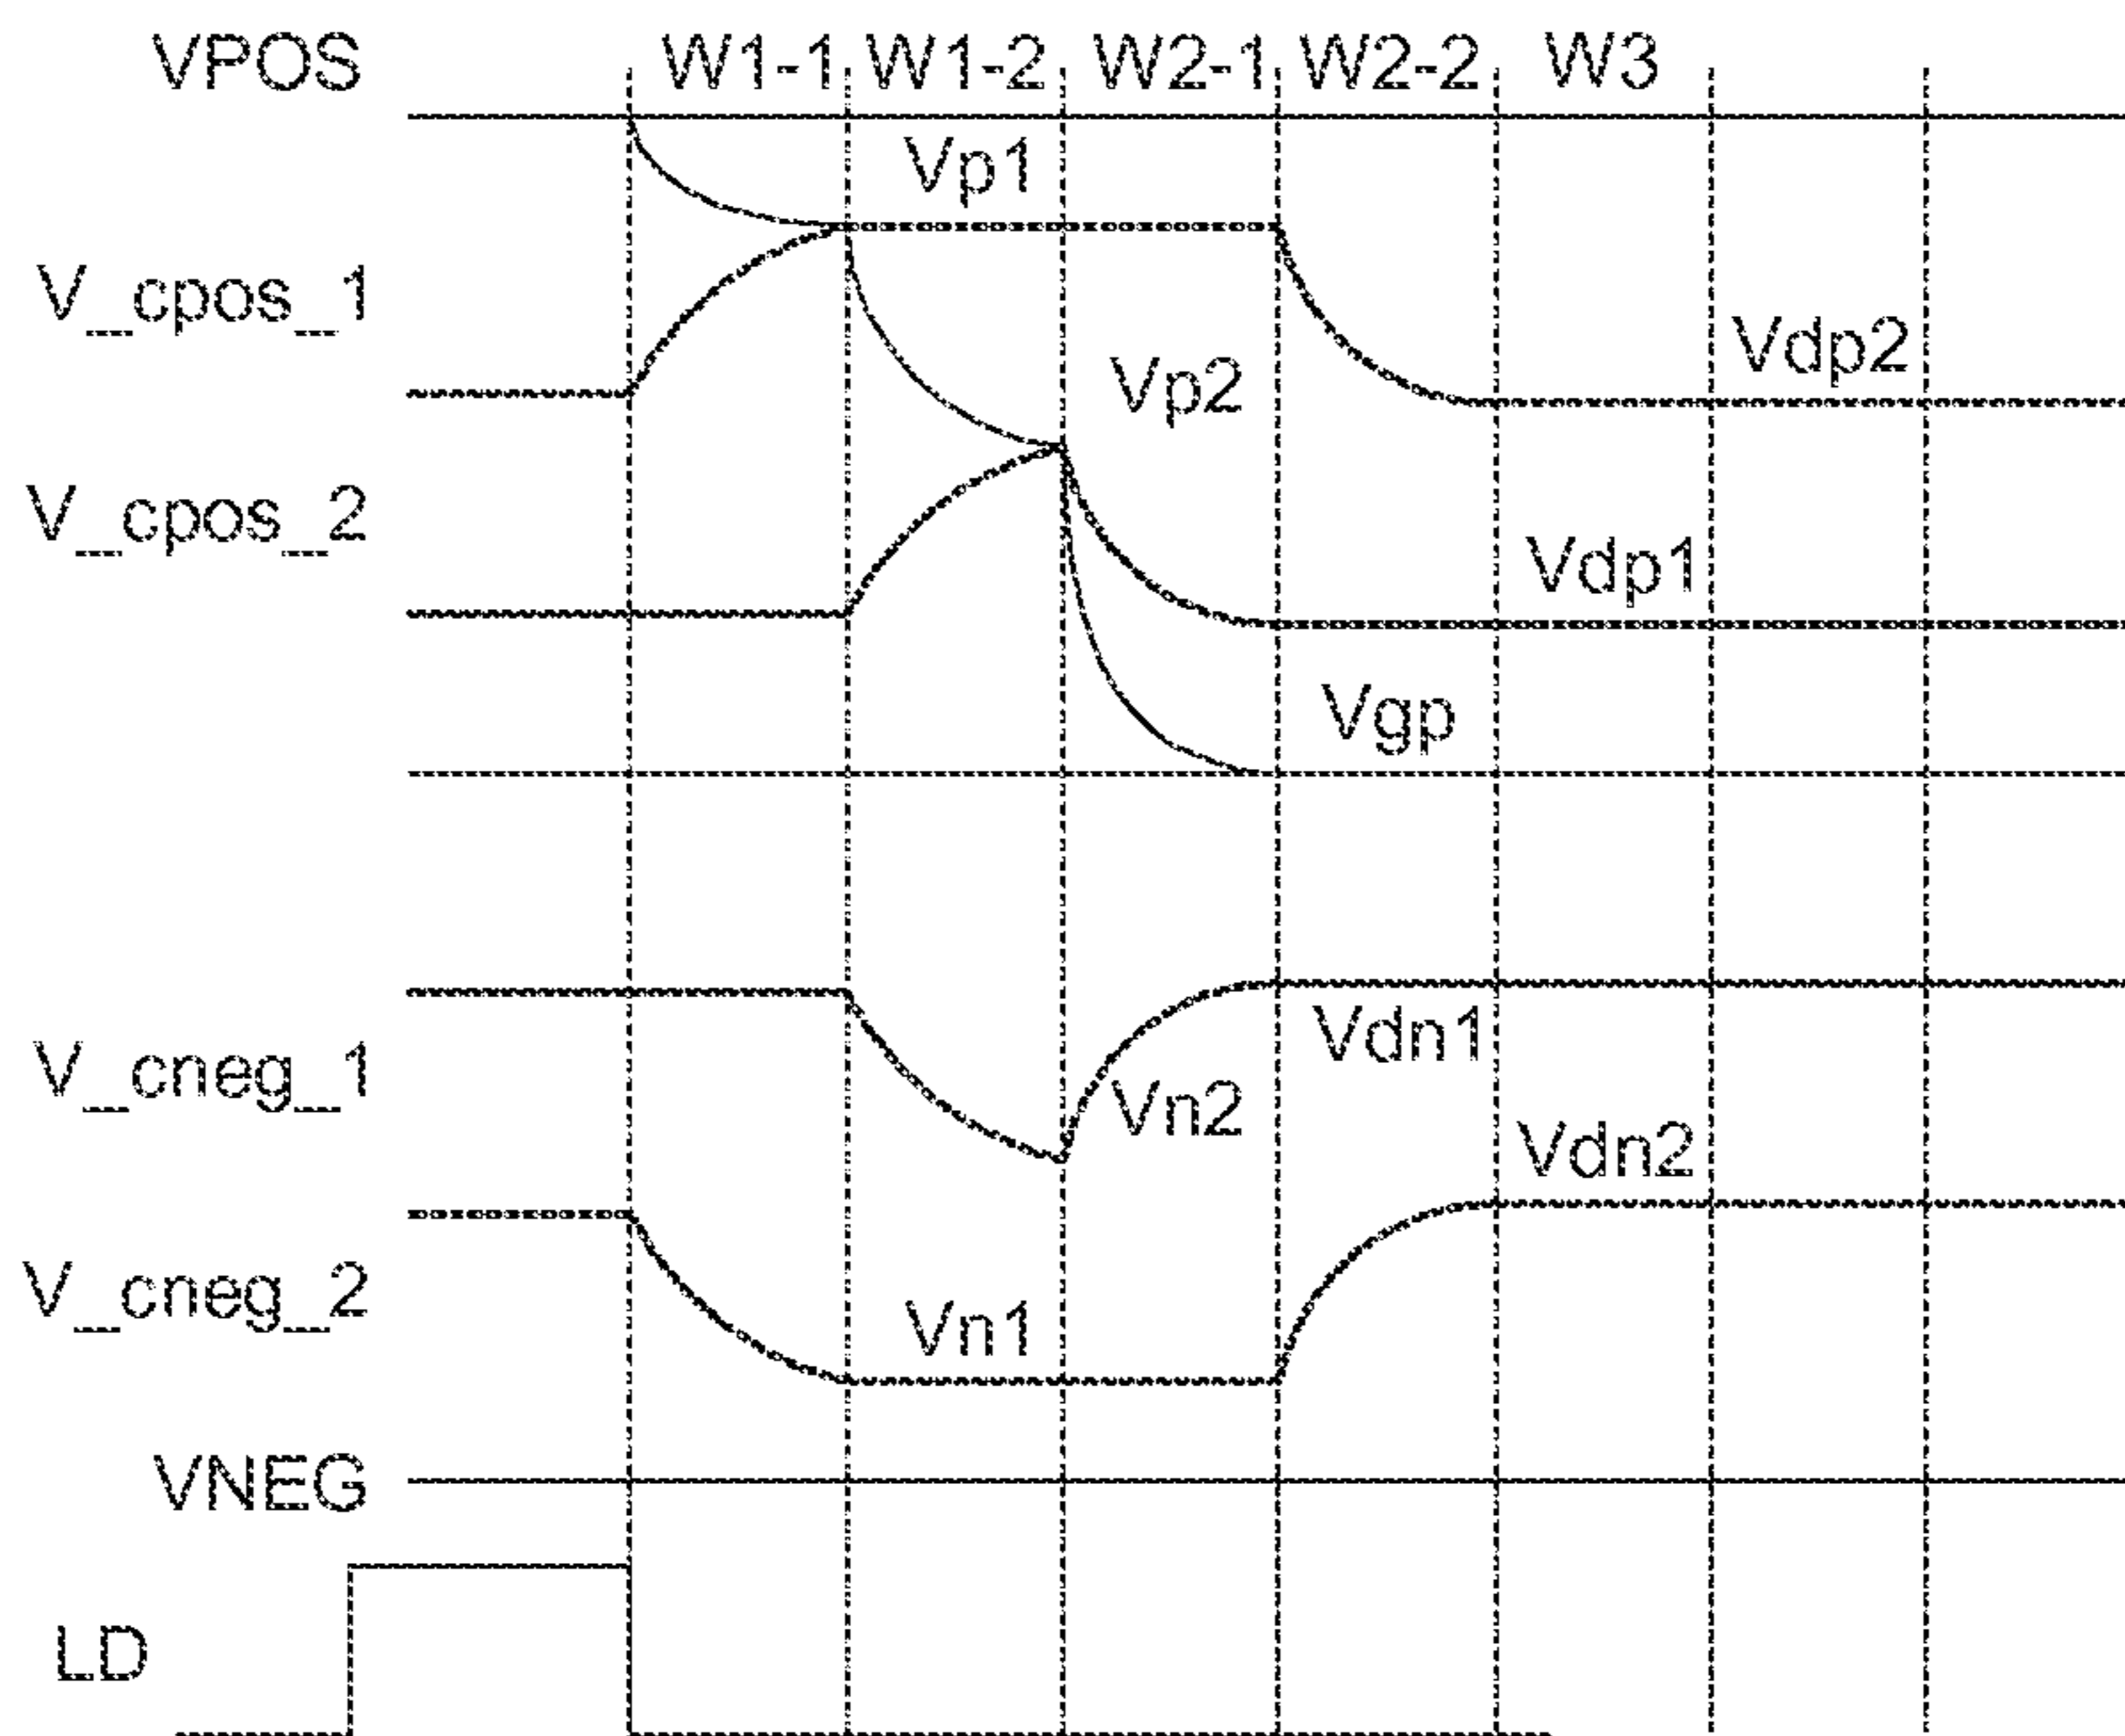 VPOS W1-1 W1-2 W2-1 W2-2 W3
Vp1
V_cpos_1
Vdp2
Vp2
V_cpos_2
Vdp1
Vgp
Vdn1
V_cneg_1
Vn2
Vdn2
V_cneg_2
Vn1
VNEG
LD